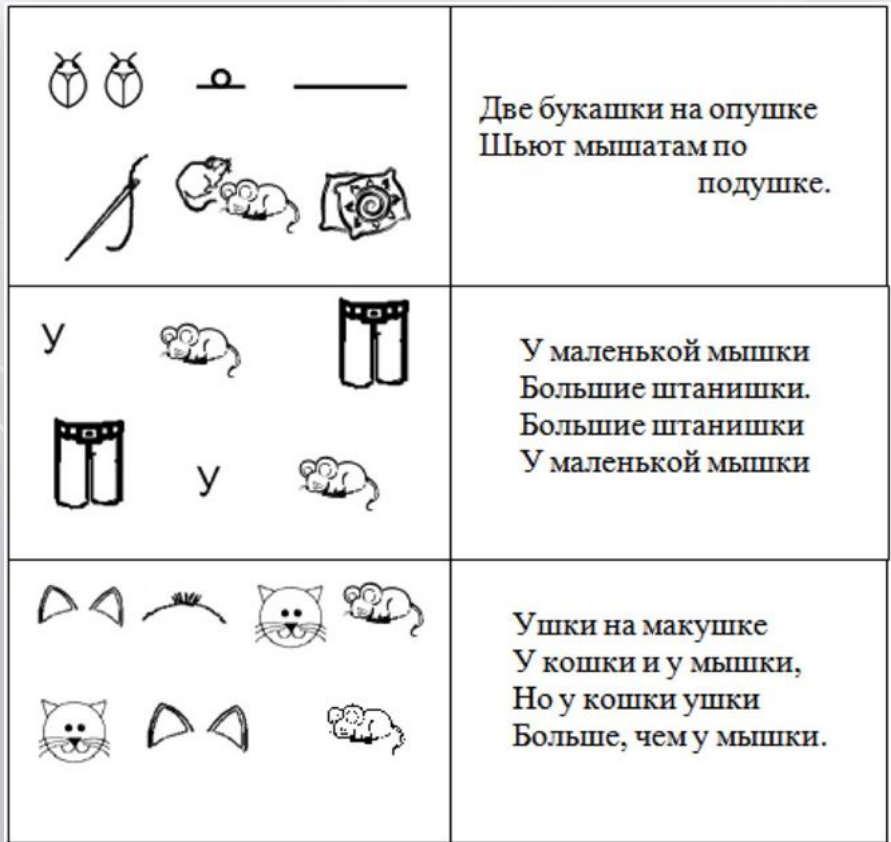 Две букашки на опушке
Шьют мышатам по
подушке.
У
У маленькой мышки
Большие штанишки.
Большие штанишки
У маленькой мышки
У
Ушки на макушке
У кошки и у мышки,
Но у кошки ушки
Больше, чем у мышки.